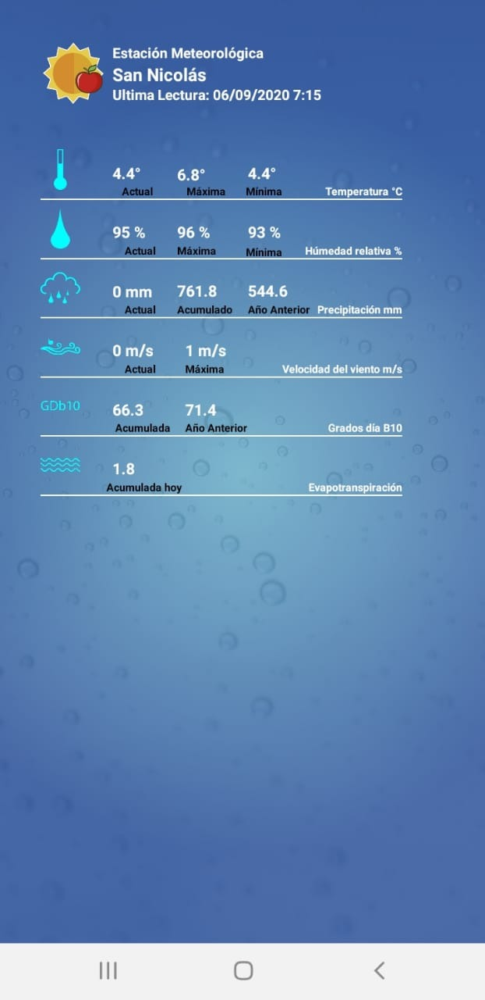 Estación Meteorológica
San Nicolás
Ultima Lectura: 06/09/2020 7:15
4.4° 6.8° 4.4°
Actual Máxima Mínima Temperatura °C
95 % 96 % 93 %
Actual Máxima Mínima Húmedad relativa %
0 mm 761.8 544.6
Actual Acumulado Año Anterior Precipitación mm
0 m/s 1 m/s
Actual Máxima Velocidad del viento m/s
GDb10 66.3 71.4
Acumulada Año Anterior Grados día B10
1.8
Acumulada hoy Evapotranspiración